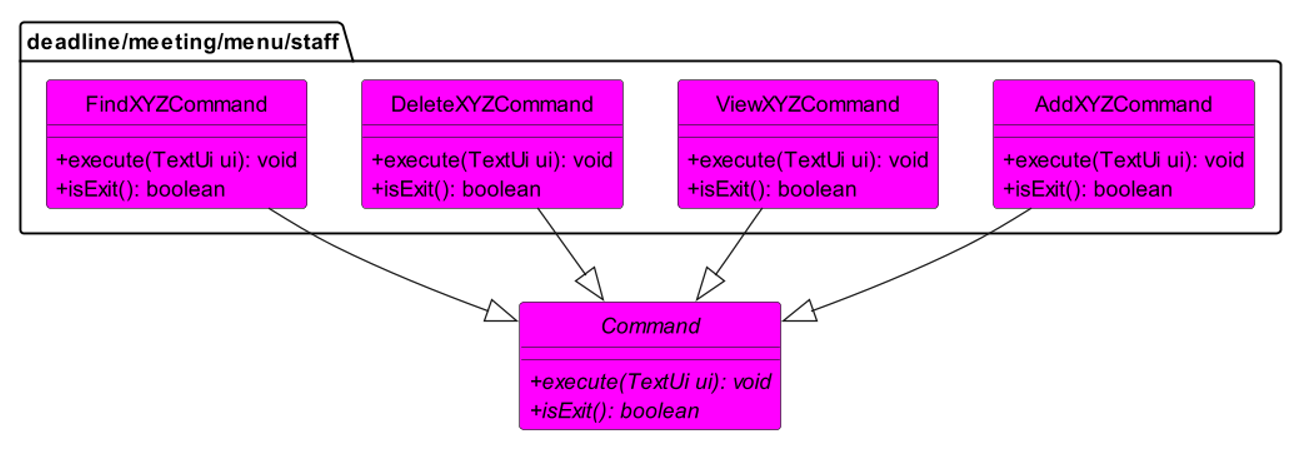 deadline/meeting/menu/staff
FindXYZCommand
+execute(TextUi ui): void
+isExit(): boolean
DeleteXYZCommand
+execute(TextUi ui): void
+isExit(): boolean
ViewXYZCommand
+execute(TextUi ui): void
+isExit(): boolean
AddXYZCommand
+execute(TextUi ui): void
+isExit(): boolean
Command
+execute(TextUi ui): void
+isExit(): boolean